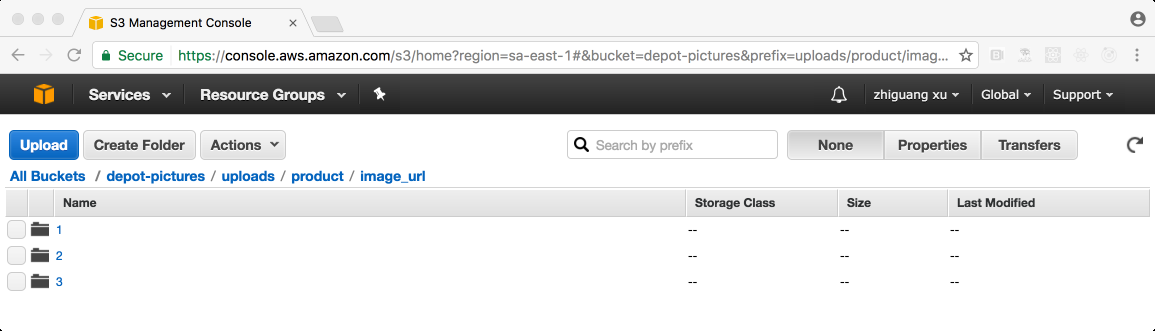 S3 Management Console
Secure https://console.aws.amazon.com/s3/home?region=sa-east-1#&bucket=depot-pictures&prefix=uploads/product/imag...
Services Resource Groups zhiguang xu Global Support
Upload Create Folder Actions Search by prefix None Properties Transfers
All Buckets / depot-pictures / uploads / product / image_url
Name Storage Class Size Last Modified
1 -- -- --
2 -- -- --
3 -- -- --